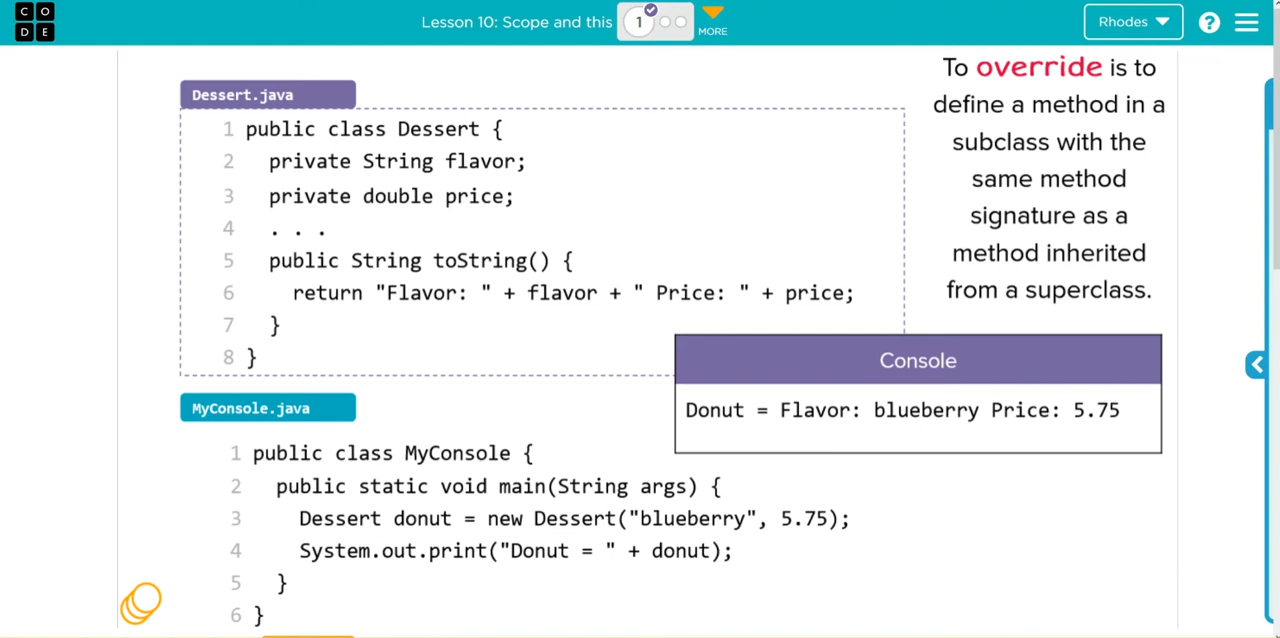 CODE
Lesson 10: Scope and this
1
MORE
Rhodes
?
Dessert.java
1 public class Dessert {
2 private String flavor;
3 private double price;
4 . . .
5 public String toString() {
6 return "Flavor: " + flavor + " Price: " + price;
7 }
8 }
To override is to
define a method in a
subclass with the
same method
signature as a
method inherited
from a superclass.
Console
Donut = Flavor: blueberry Price: 5.75
MyConsole.java
1 public class MyConsole {
2 public static void main(String args) {
3 Dessert donut = new Dessert("blueberry", 5.75);
4 System.out.print("Donut = " + donut);
5 }
6 }